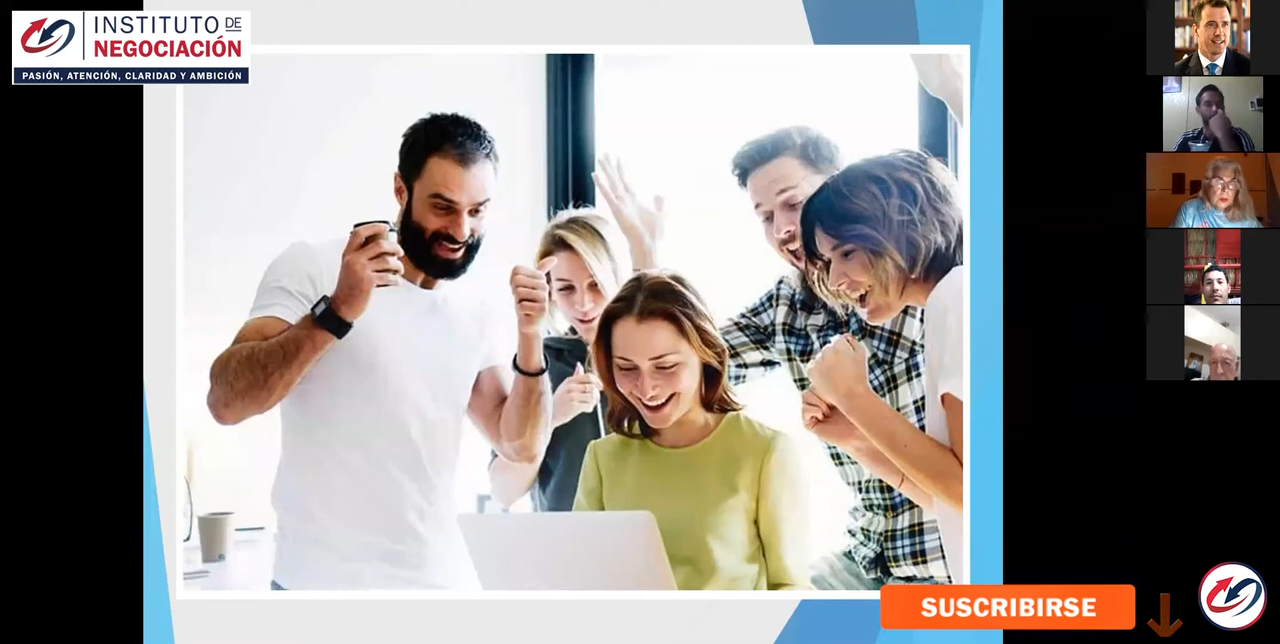 INSTITUTO DE
NEGOCIACIÓN
PASIÓN, ATENCIÓN, CLARIDAD Y AMBICIÓN
SUSCRIBIRSE